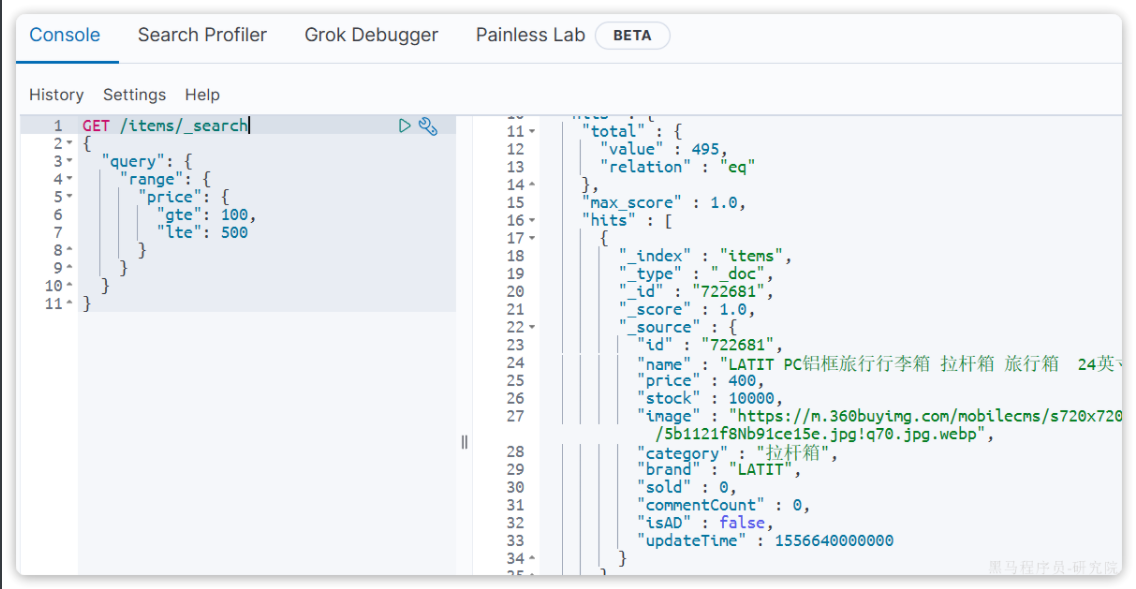 Console Search Profiler Grok Debugger Painless Lab BETA
History Settings Help
1 GET /items/_search
2 {
3 "query": {
4 "range": {
5 "price": {
6 "gte": 100,
7 "lte": 500
8 }
9 }
10 }
11 }
11 "total" : {
12 "value" : 495,
13 "relation" : "eq"
14 },
15 "max_score" : 1.0,
16 "hits" : [
17 {
18 "_index" : "items",
19 "_type" : "_doc",
20 "_id" : "722681",
21 "_score" : 1.0,
22 "_source" : {
23 "id" : "722681",
24 "name" : "LATIT PC铝框旅行行李箱 拉杆箱 旅行箱 24英寸
25 "price" : 400,
26 "stock" : 10000,
27 "image" : "https://m.360buyimg.com/mobilecms/s720x720
/5b1121f8Nb91ce15e.jpg!q70.jpg.webp",
28 "category" : "拉杆箱",
29 "brand" : "LATIT",
30 "sold" : 0,
31 "commentCount" : 0,
32 "isAD" : false,
33 "updateTime" : 1556640000000
34 }
黑马程序员-研究院